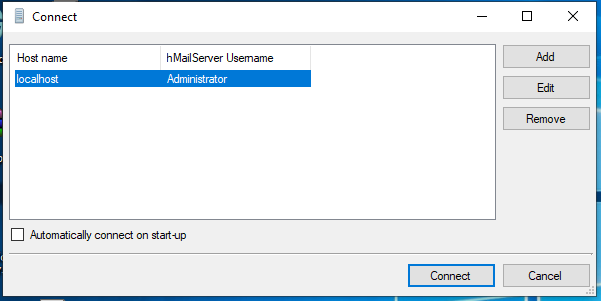 Connect
Host name hMailServer Username
localhost Administrator
Add
Edit
Remove
Automatically connect on start-up
Connect Cancel